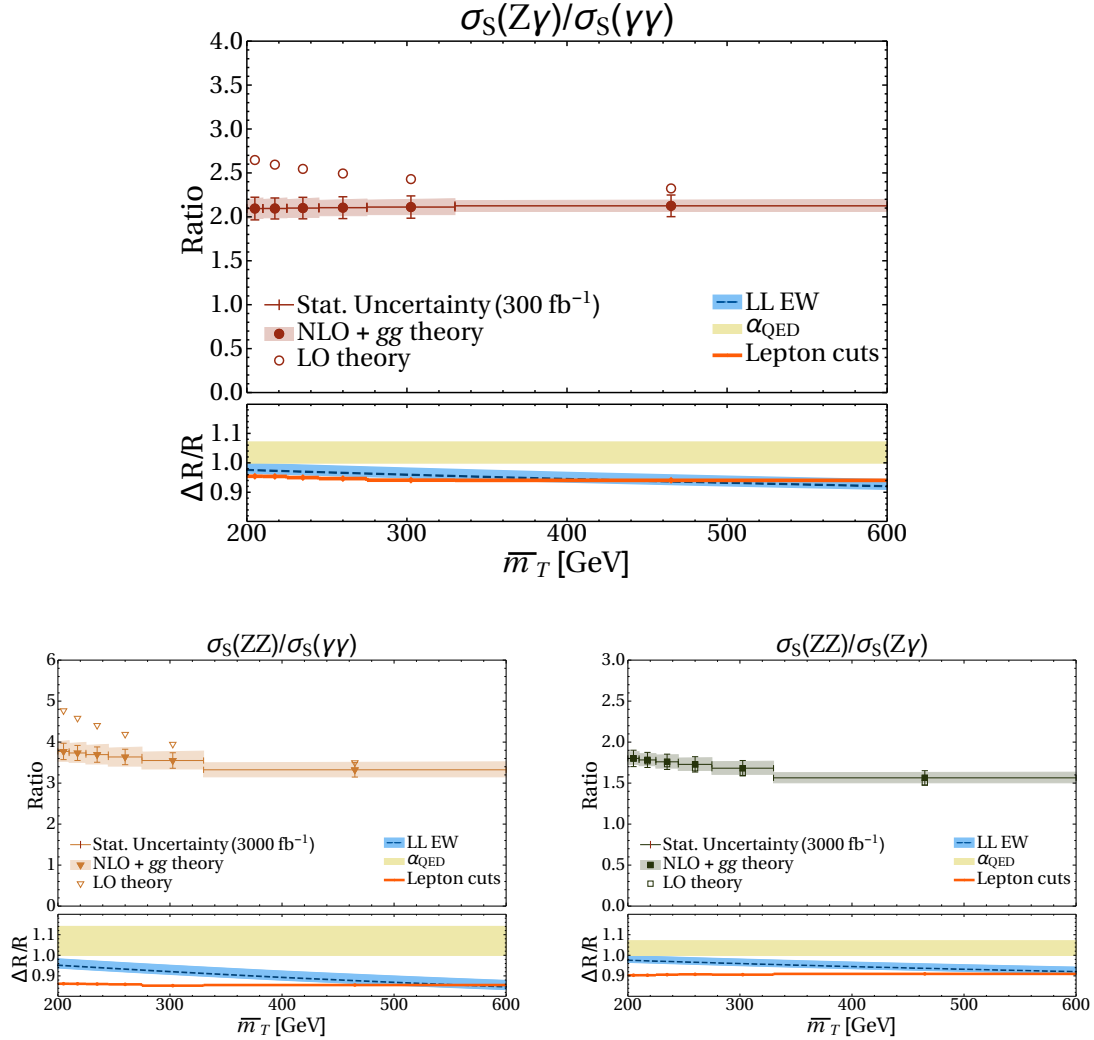 σS(Zγ)/σS(γγ)
4.0
3.5
3.0
2.5
2.0
1.5
1.0
0.5
0.0
Ratio
Stat. Uncertainty (300 fb⁻¹)
NLO + gg theory
LO theory
LL EW
αQED
Lepton cuts
1.1
1.0
0.9
ΔR/R
200 300 400 500 600
m̅T [GeV]
σS(ZZ)/σS(γγ)
6
5
4
3
2
1
0
Ratio
Stat. Uncertainty (3000 fb⁻¹)
NLO + gg theory
LO theory
LL EW
αQED
Lepton cuts
1.1
1.0
0.9
ΔR/R
200 300 400 500 600
m̅T [GeV]
σS(ZZ)/σS(Zγ)
3.0
2.5
2.0
1.5
1.0
0.5
0.0
Ratio
Stat. Uncertainty (3000 fb⁻¹)
NLO + gg theory
LO theory
LL EW
αQED
Lepton cuts
1.1
1.0
0.9
ΔR/R
200 300 400 500 600
m̅T [GeV]